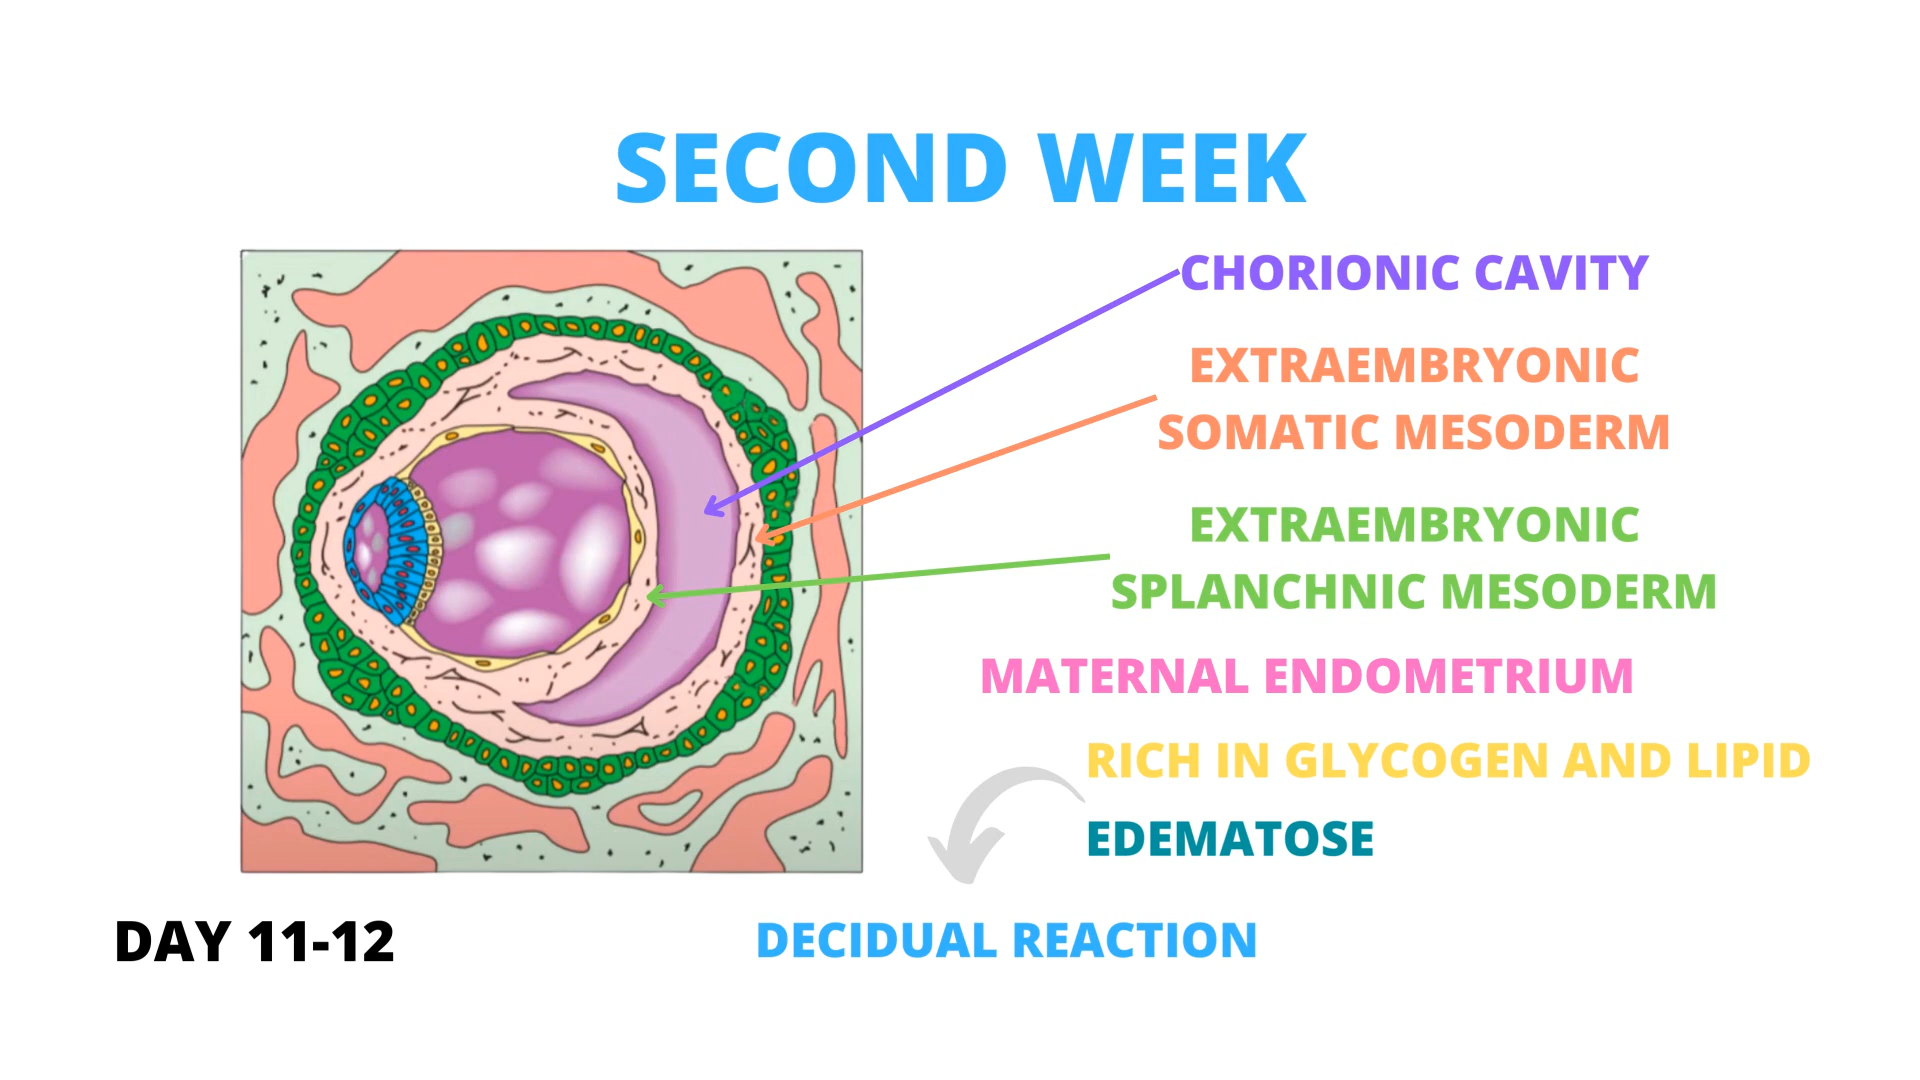 SECOND WEEK
CHORIONIC CAVITY
EXTRAEMBRYONIC
SOMATIC MESODERM
EXTRAEMBRYONIC
SPLANCHNIC MESODERM
MATERNAL ENDOMETRIUM
RICH IN GLYCOGEN AND LIPID
EDEMATOSE
DAY 11-12
DECIDUAL REACTION